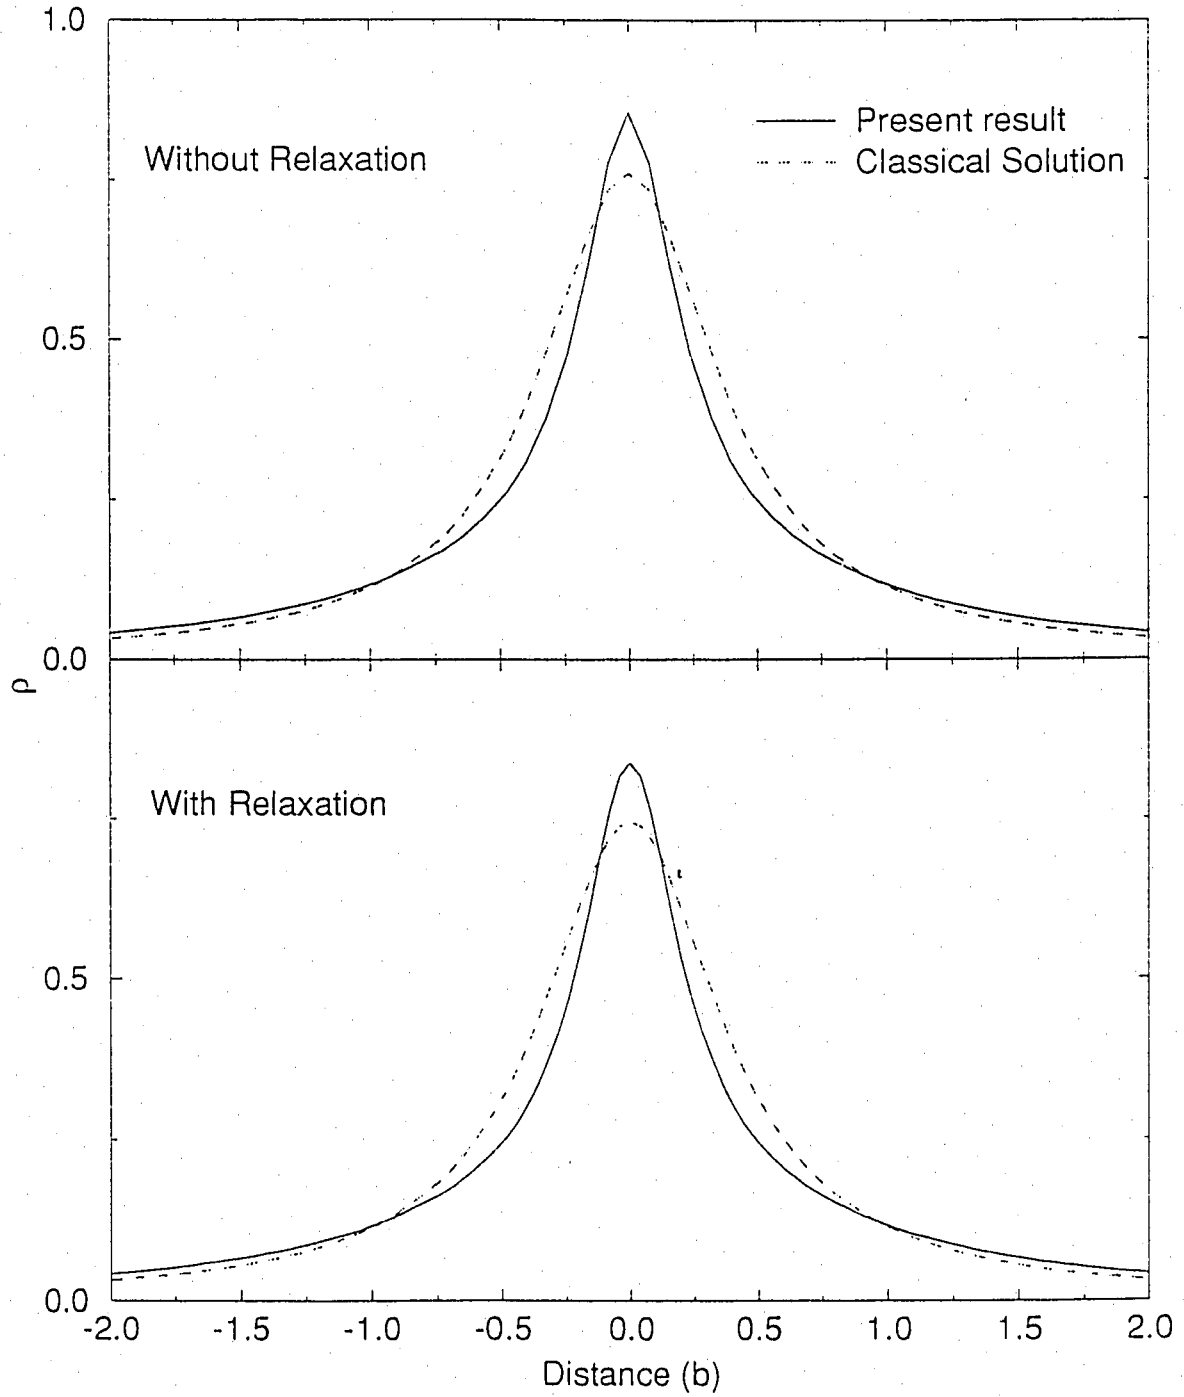 1.0
Present result
Without Relaxation
Classical Solution
0.5
0.0
ρ
With Relaxation
0.5
0.0
-2.0 -1.5 -1.0 -0.5 0.0 0.5 1.0 1.5 2.0
Distance (b)